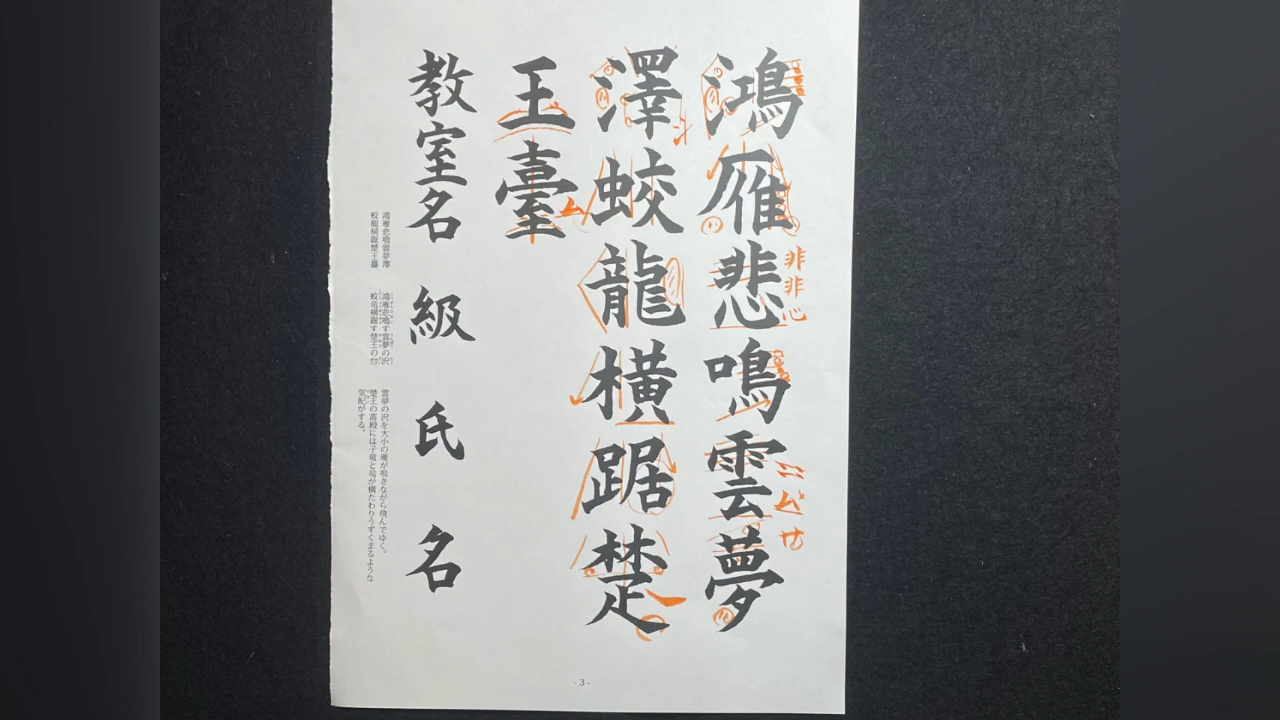 鴻雁悲鳴雲夢
澤蛟龍橫踞楚
王臺
教室名 級 氏 名
鴻雁悲鳴雲夢澤
蛟龍橫踞楚王臺
鴻雁悲鳴す雲夢の沢
蛟竜横踞す楚王の台
雲夢の沢を大小の雁が鳴きながら飛んでゆく。
楚王の高殿には子竜と竜が横たわりうずくまるような
気配がする。
非非心
- 3 -